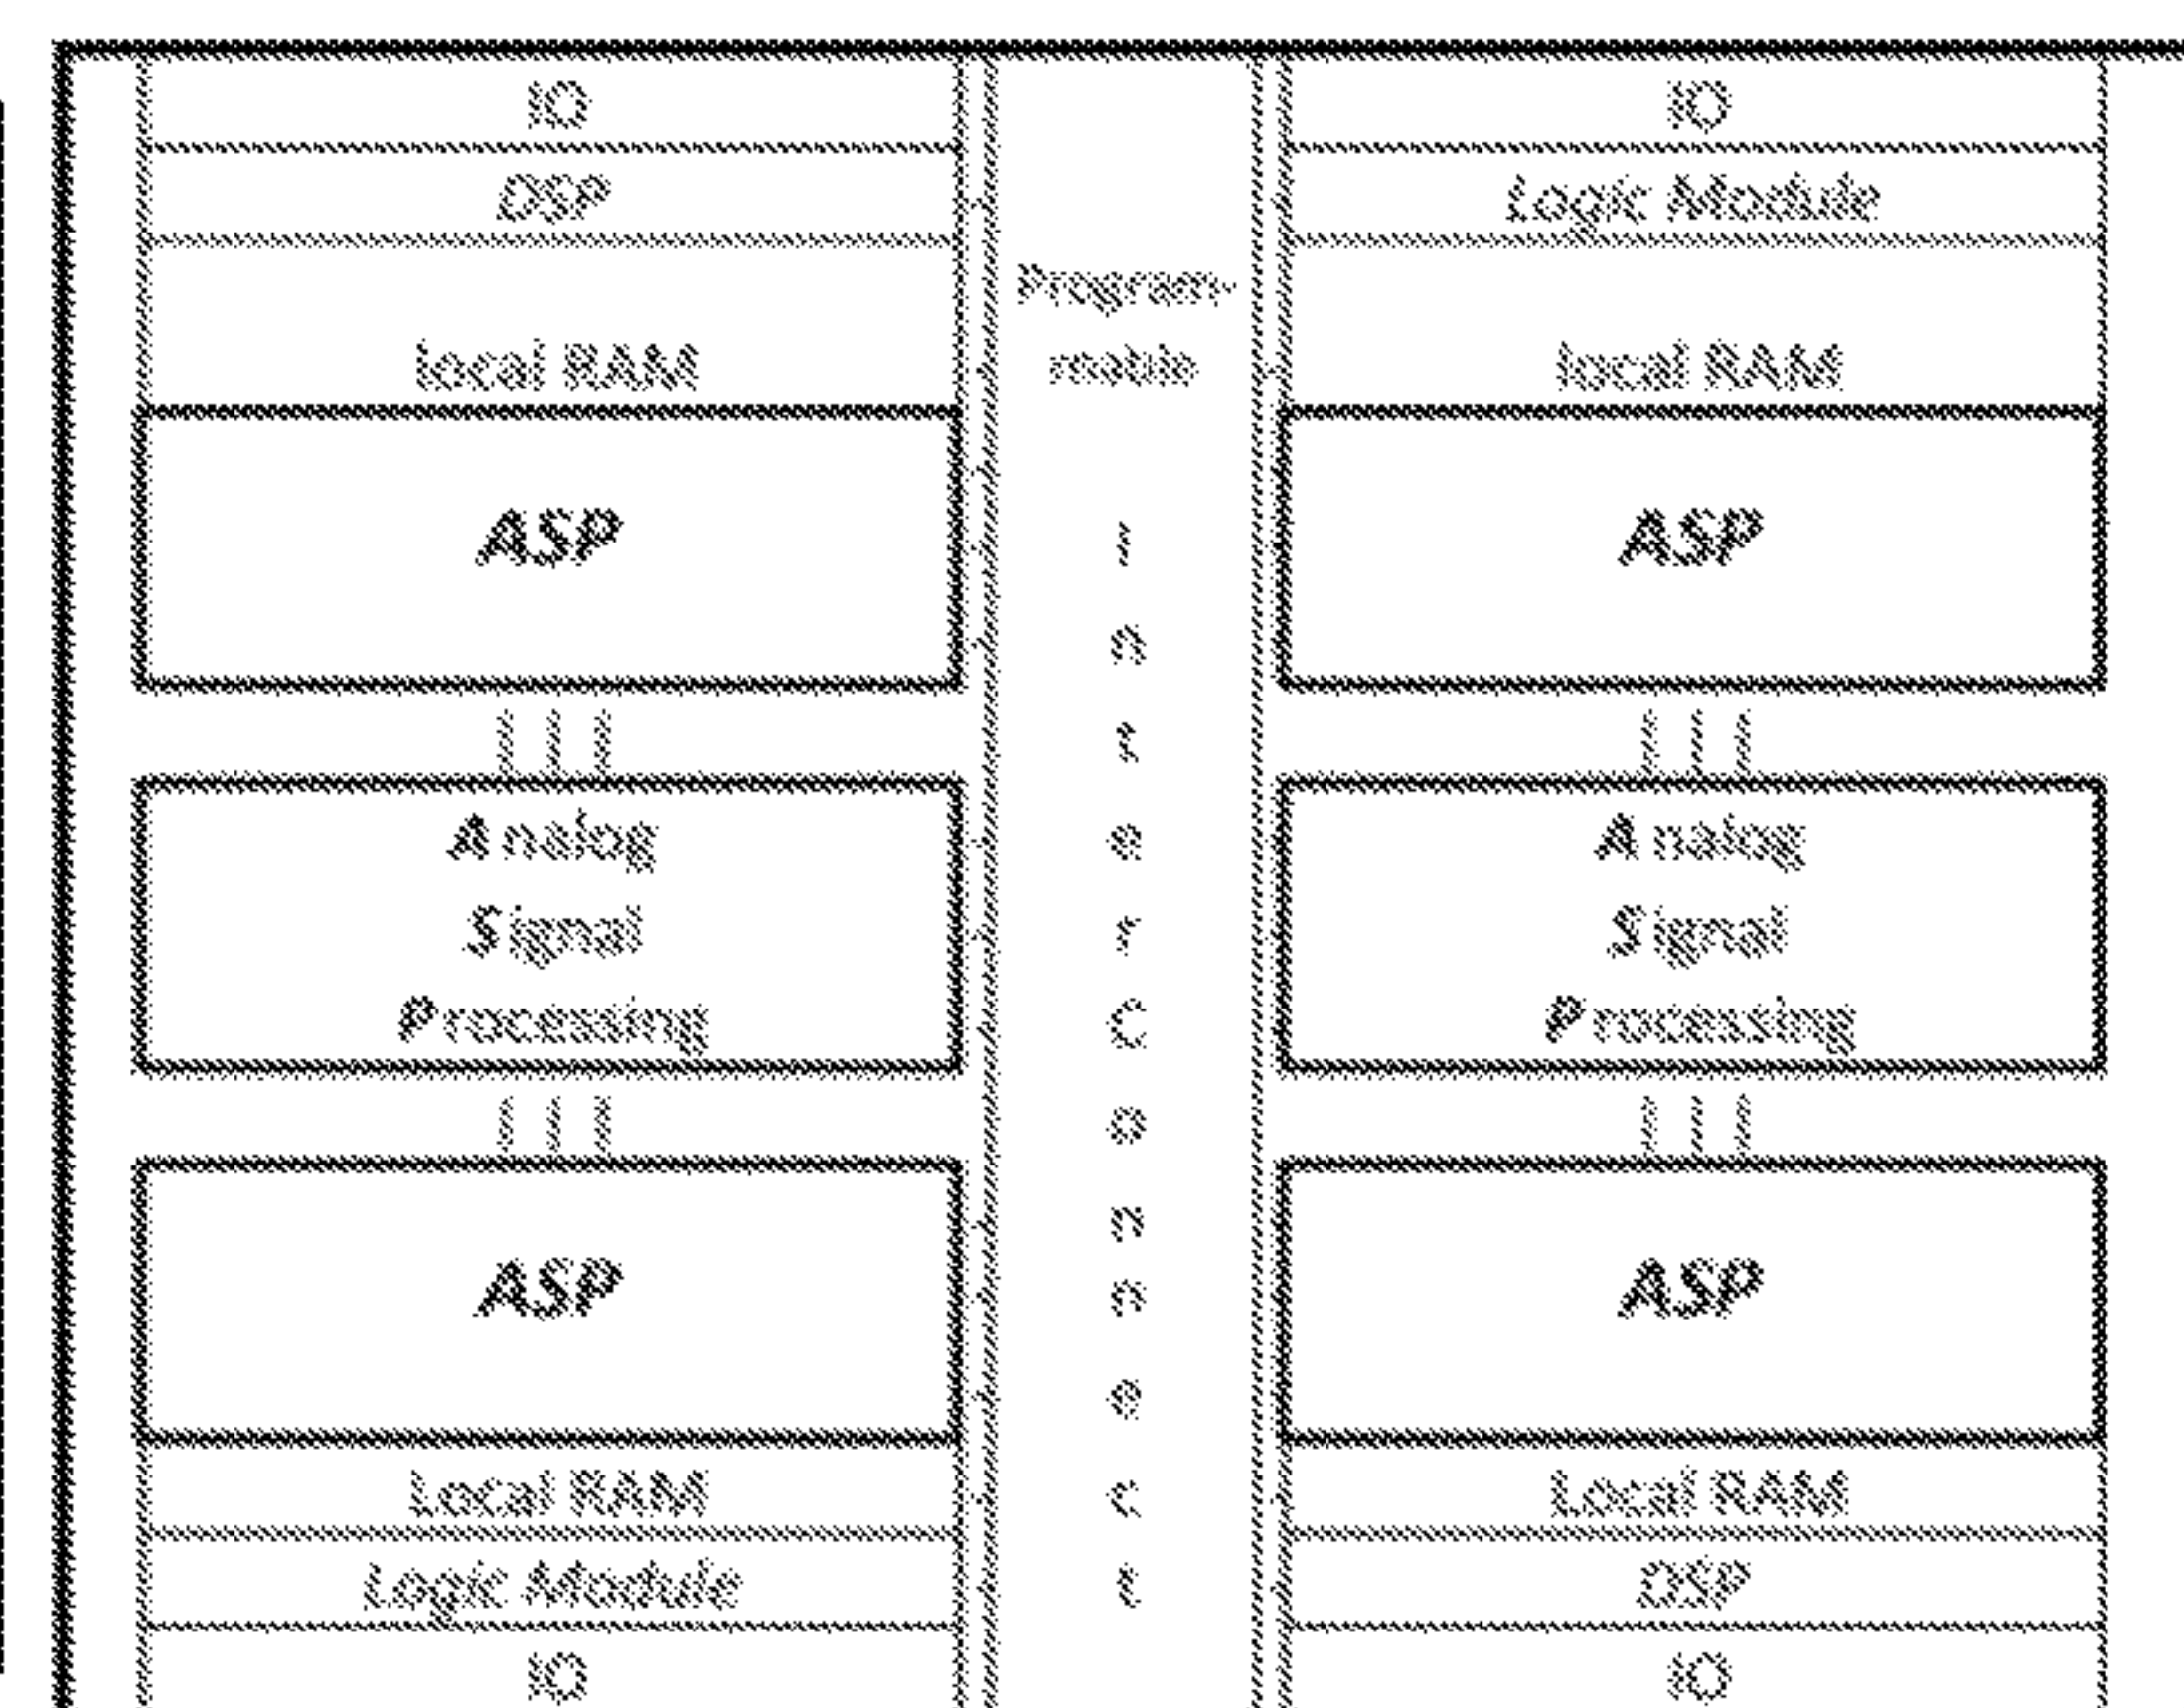 IO
DSP
local RAM
ASP
Analog
Signal
Processing
ASP
Local RAM
Logic Module
IO
Program-
mable
I
n
t
e
r
C
o
n
n
e
c
t
IO
Logic Module
local RAM
ASP
Analog
Signal
Processing
ASP
Local RAM
DSP
IO